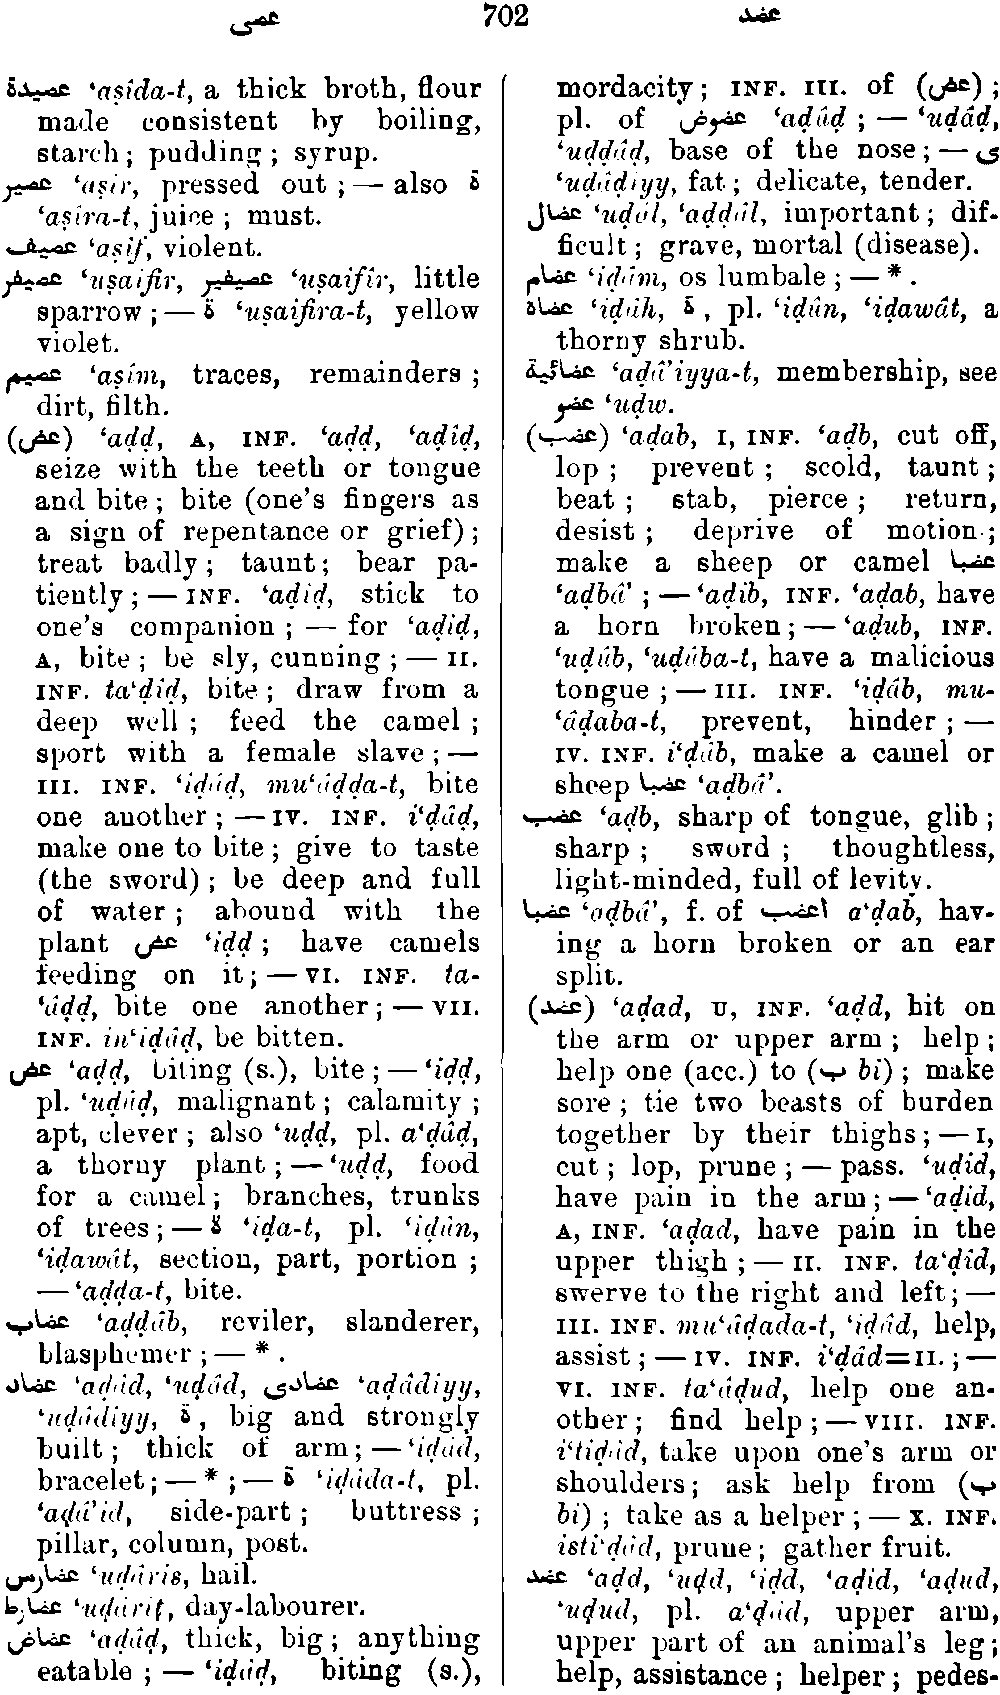 عصى 702 عضد
عصيدة ‘aṣîda-t, a thick broth, flour
made consistent by boiling,
starch; pudding; syrup.
عصير ‘aṣîr, pressed out; — also ة
‘aṣîra-t, juice; must.
عصيف ‘aṣîf, violent.
عصيفر ‘uṣaifir, عصيفير ‘uṣaifîr, little
sparrow; — ة ‘uṣaifira-t, yellow
violet.
عصيم ‘aṣîm, traces, remainders;
dirt, filth.
(عض) ‘aḍḍ, A, INF. ‘aḍḍ, ‘aḍîḍ,
seize with the teeth or tongue
and bite; bite (one’s fingers as
a sign of repentance or grief);
treat badly; taunt; bear pa-
tiently; — INF. ‘aḍîḍ, stick to
one’s companion; — for ‘aḍiḍ,
A, bite; be sly, cunning; — II.
INF. ta‘ḍîḍ, bite; draw from a
deep well; feed the camel;
sport with a female slave; —
III. INF. ‘iḍâḍ, mu‘âḍḍa-t, bite
one another; — IV. INF. i‘ḍâḍ,
make one to bite; give to taste
(the sword); be deep and full
of water; abound with the
plant عض ‘iḍḍ; have camels
feeding on it; — VI. INF. ta-
‘âḍḍ, bite one another; — VII.
INF. in‘iḍâḍ, be bitten.
عض ‘aḍḍ, biting (s.), bite; — ‘iḍḍ,
pl. ‘uḍûḍ, malignant; calamity;
apt, clever; also ‘uḍḍ, pl. a‘ḍâḍ,
a thorny plant; — ‘uḍḍ, food
for a camel; branches, trunks
of trees; — ة ‘iḍa-t, pl. ‘iḍûn,
‘iḍawât, section, part, portion;
— ‘aḍḍa-t, bite.
عضاب ‘aḍḍâb, reviler, slanderer,
blasphemer; — *.
عضاد ‘aḍâd, ‘uḍâd, عضادى ‘aḍâdiyy,
‘uḍâdiyy, ة, big and strongly
built; thick of arm; — ‘iḍâd,
bracelet; — *; — ة ‘iḍâda-t, pl.
‘aḍâ’id, side-part; buttress;
pillar, column, post.
عضارس ‘uḍâris, hail.
عضارط ‘uḍâriṭ, day-labourer.
عضاض ‘aḍâḍ, thick, big; anything
eatable; — ‘iḍâḍ, biting (s.),
mordacity; INF. III. of (عض);
pl. of عضوض ‘aḍûḍ; — ‘uḍâḍ,
‘uḍḍâḍ, base of the nose; — ى
‘uḍâḍiyy, fat; delicate, tender.
عضال ‘uḍâl, ‘aḍḍâl, important; dif-
ficult; grave, mortal (disease).
عضام ‘iḍâm, os lumbale; — *.
عضاه ‘iḍâh, ة, pl. ‘iḍûn, ‘iḍawât, a
thorny shrub.
عضائية ‘aḍâ’iyya-t, membership, see
عضو ‘uḍw.
(عضب) ‘aḍab, I, INF. ‘aḍb, cut off,
lop; prevent; scold, taunt;
beat; stab, pierce; return,
desist; deprive of motion;
make a sheep or camel عضبا
‘aḍbâ’; — ‘aḍib, INF. ‘aḍab, have
a horn broken; — ‘aḍub, INF.
‘uḍûb, ‘uḍûba-t, have a malicious
tongue; — III. INF. ‘iḍâb, mu-
‘âḍaba-t, prevent, hinder; —
IV. INF. i‘ḍâb, make a camel or
sheep عضبا ‘aḍbâ’.
عضب ‘aḍb, sharp of tongue, glib;
sharp; sword; thoughtless,
light-minded, full of levity.
عضبا ‘aḍbâ’, f. of اعضب a‘ḍab, hav-
ing a horn broken or an ear
split.
(عضد) ‘aḍad, U, INF. ‘aḍd, hit on
the arm or upper arm; help;
help one (acc.) to (ب bi); make
sore; tie two beasts of burden
together by their thighs; — I,
cut; lop, prune; — pass. ‘uḍid,
have pain in the arm; — ‘aḍid,
A, INF. ‘aḍad, have pain in the
upper thigh; — II. INF. ta‘ḍîd,
swerve to the right and left; —
III. INF. mu‘âḍada-t, ‘iḍâd, help,
assist; — IV. INF. i‘ḍâd=II.; —
VI. INF. ta‘âḍud, help one an-
other; find help; — VIII. INF.
i‘tiḍâd, take upon one’s arm or
shoulders; ask help from (ب
bi); take as a helper; — X. INF.
isti‘ḍâd, prune; gather fruit.
عضد ‘aḍd, ‘uḍd, ‘iḍd, ‘aḍid, ‘aḍud,
‘uḍud, pl. a‘ḍâd, upper arm,
upper part of an animal’s leg;
help, assistance; helper; pedes-